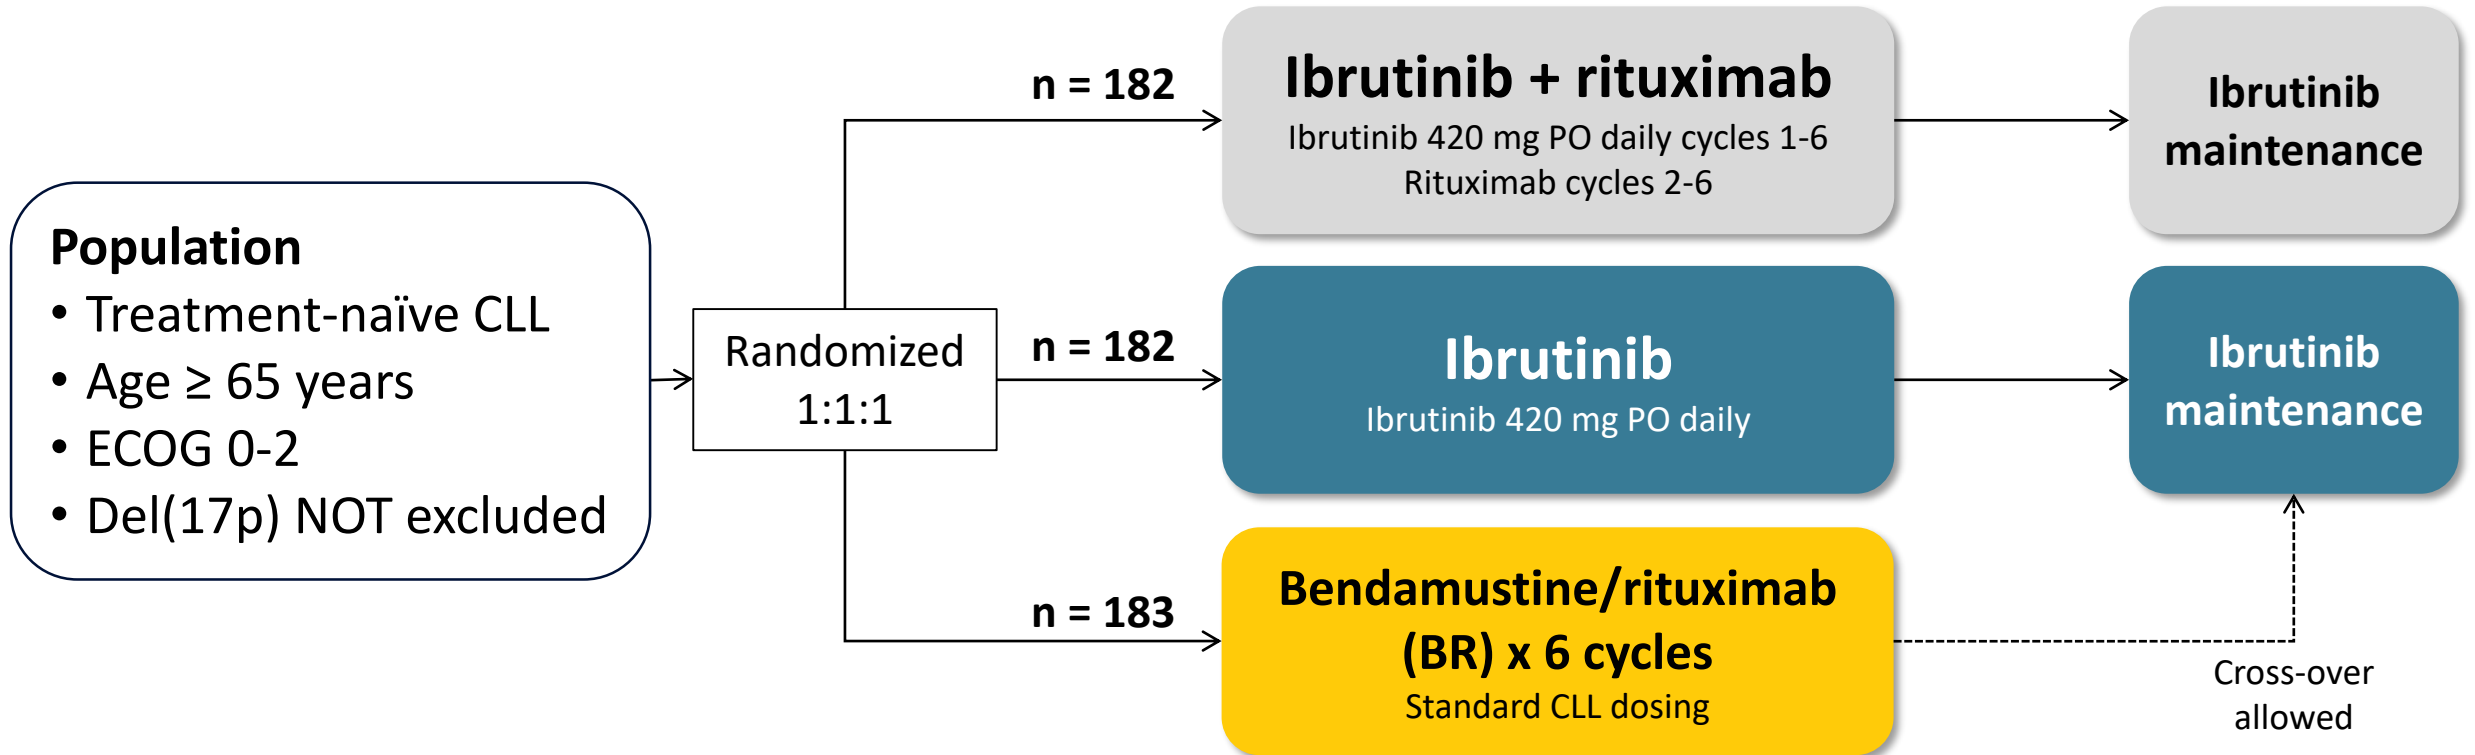 Population
• Treatment-naïve CLL
• Age ≥ 65 years
• ECOG 0-2
• Del(17p) NOT excluded
Randomized
1:1:1
n = 182
Ibrutinib + rituximab
Ibrutinib 420 mg PO daily cycles 1-6
Rituximab cycles 2-6
Ibrutinib
maintenance
n = 182
Ibrutinib
Ibrutinib 420 mg PO daily
Ibrutinib
maintenance
n = 183
Bendamustine/rituximab
(BR) x 6 cycles
Standard CLL dosing
Cross-over
allowed